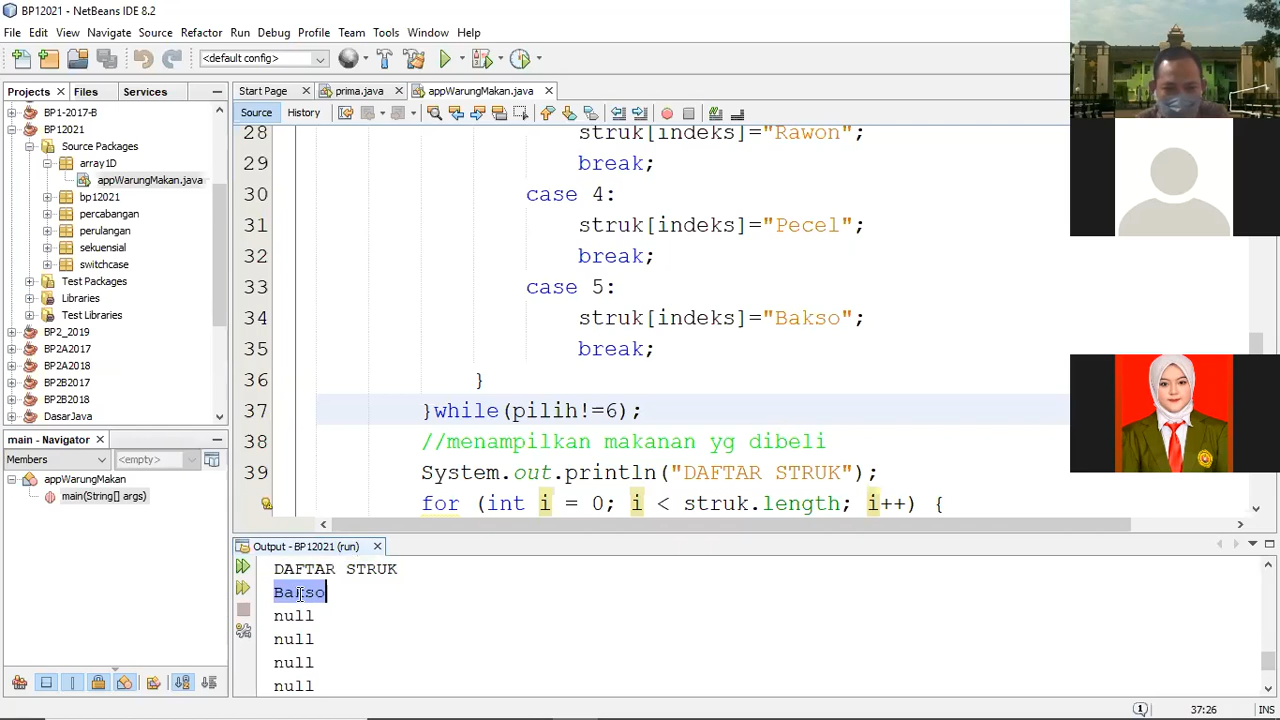 BP12021 - NetBeans IDE 8.2
File Edit View Navigate Source Refactor Run Debug Profile Team Tools Window Help
<default config>
Projects Files Services
Start Page prima.java appWarungMakan.java
Source History
BP1-2017-B
BP12021
Source Packages
array1D
appWarungMakan.java
bp12021
percabangan
perulangan
sekuensial
switchcase
Test Packages
Libraries
Test Libraries
BP2_2019
BP2A2017
BP2A2018
BP2B2017
BP2B2018
DasarJava
main - Navigator
Members <empty>
appWarungMakan
main(String[] args)
28 struk[indeks]="Rawon";
29 break;
30 case 4:
31 struk[indeks]="Pecel";
32 break;
33 case 5:
34 struk[indeks]="Bakso";
35 break;
36 }
37 }while(pilih!=6);
38 //menampilkan makanan yg dibeli
39 System.out.println("DAFTAR STRUK");
for (int i = 0; i < struk.length; i++) {
Output - BP12021 (run)
DAFTAR STRUK
Bakso
null
null
null
null
1
37:26 INS